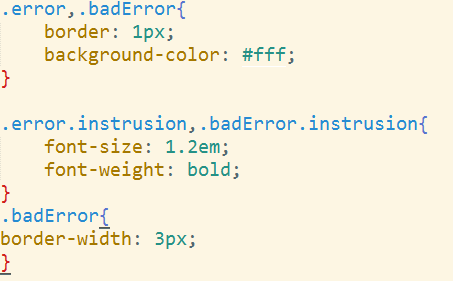 .error,.badError{
border: 1px;
background-color: #fff;
}
.error.instrusion,.badError.instrusion{
font-size: 1.2em;
font-weight: bold;
}
.badError{
border-width: 3px;
}